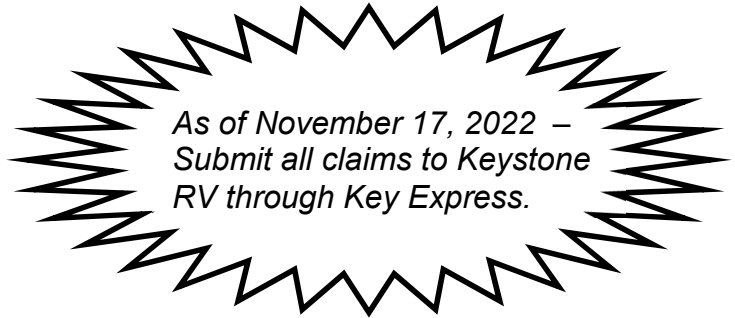 As of November 17, 2022 –
Submit all claims to Keystone
RV through Key Express.